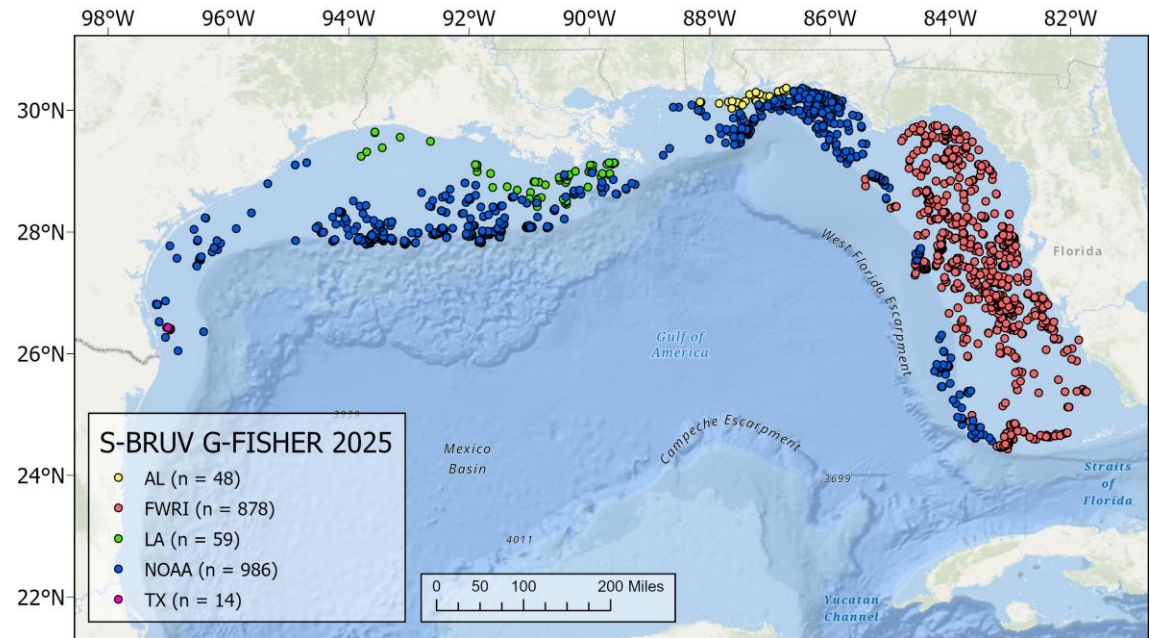 98°W 96°W 94°W 92°W 90°W 88°W 86°W 84°W 82°W
30°N
28°N
26°N
24°N
22°N
Florida
West Florida Escarpment
Gulf of
America
Campeche Escarpment
Mexico
Basin
3939
3699
4011
Straits
of
Florida
Yucatan
Channel
S-BRUV G-FISHER 2025
AL (n = 48)
FWRI (n = 878)
LA (n = 59)
NOAA (n = 986)
TX (n = 14)
0 50 100 200 Miles